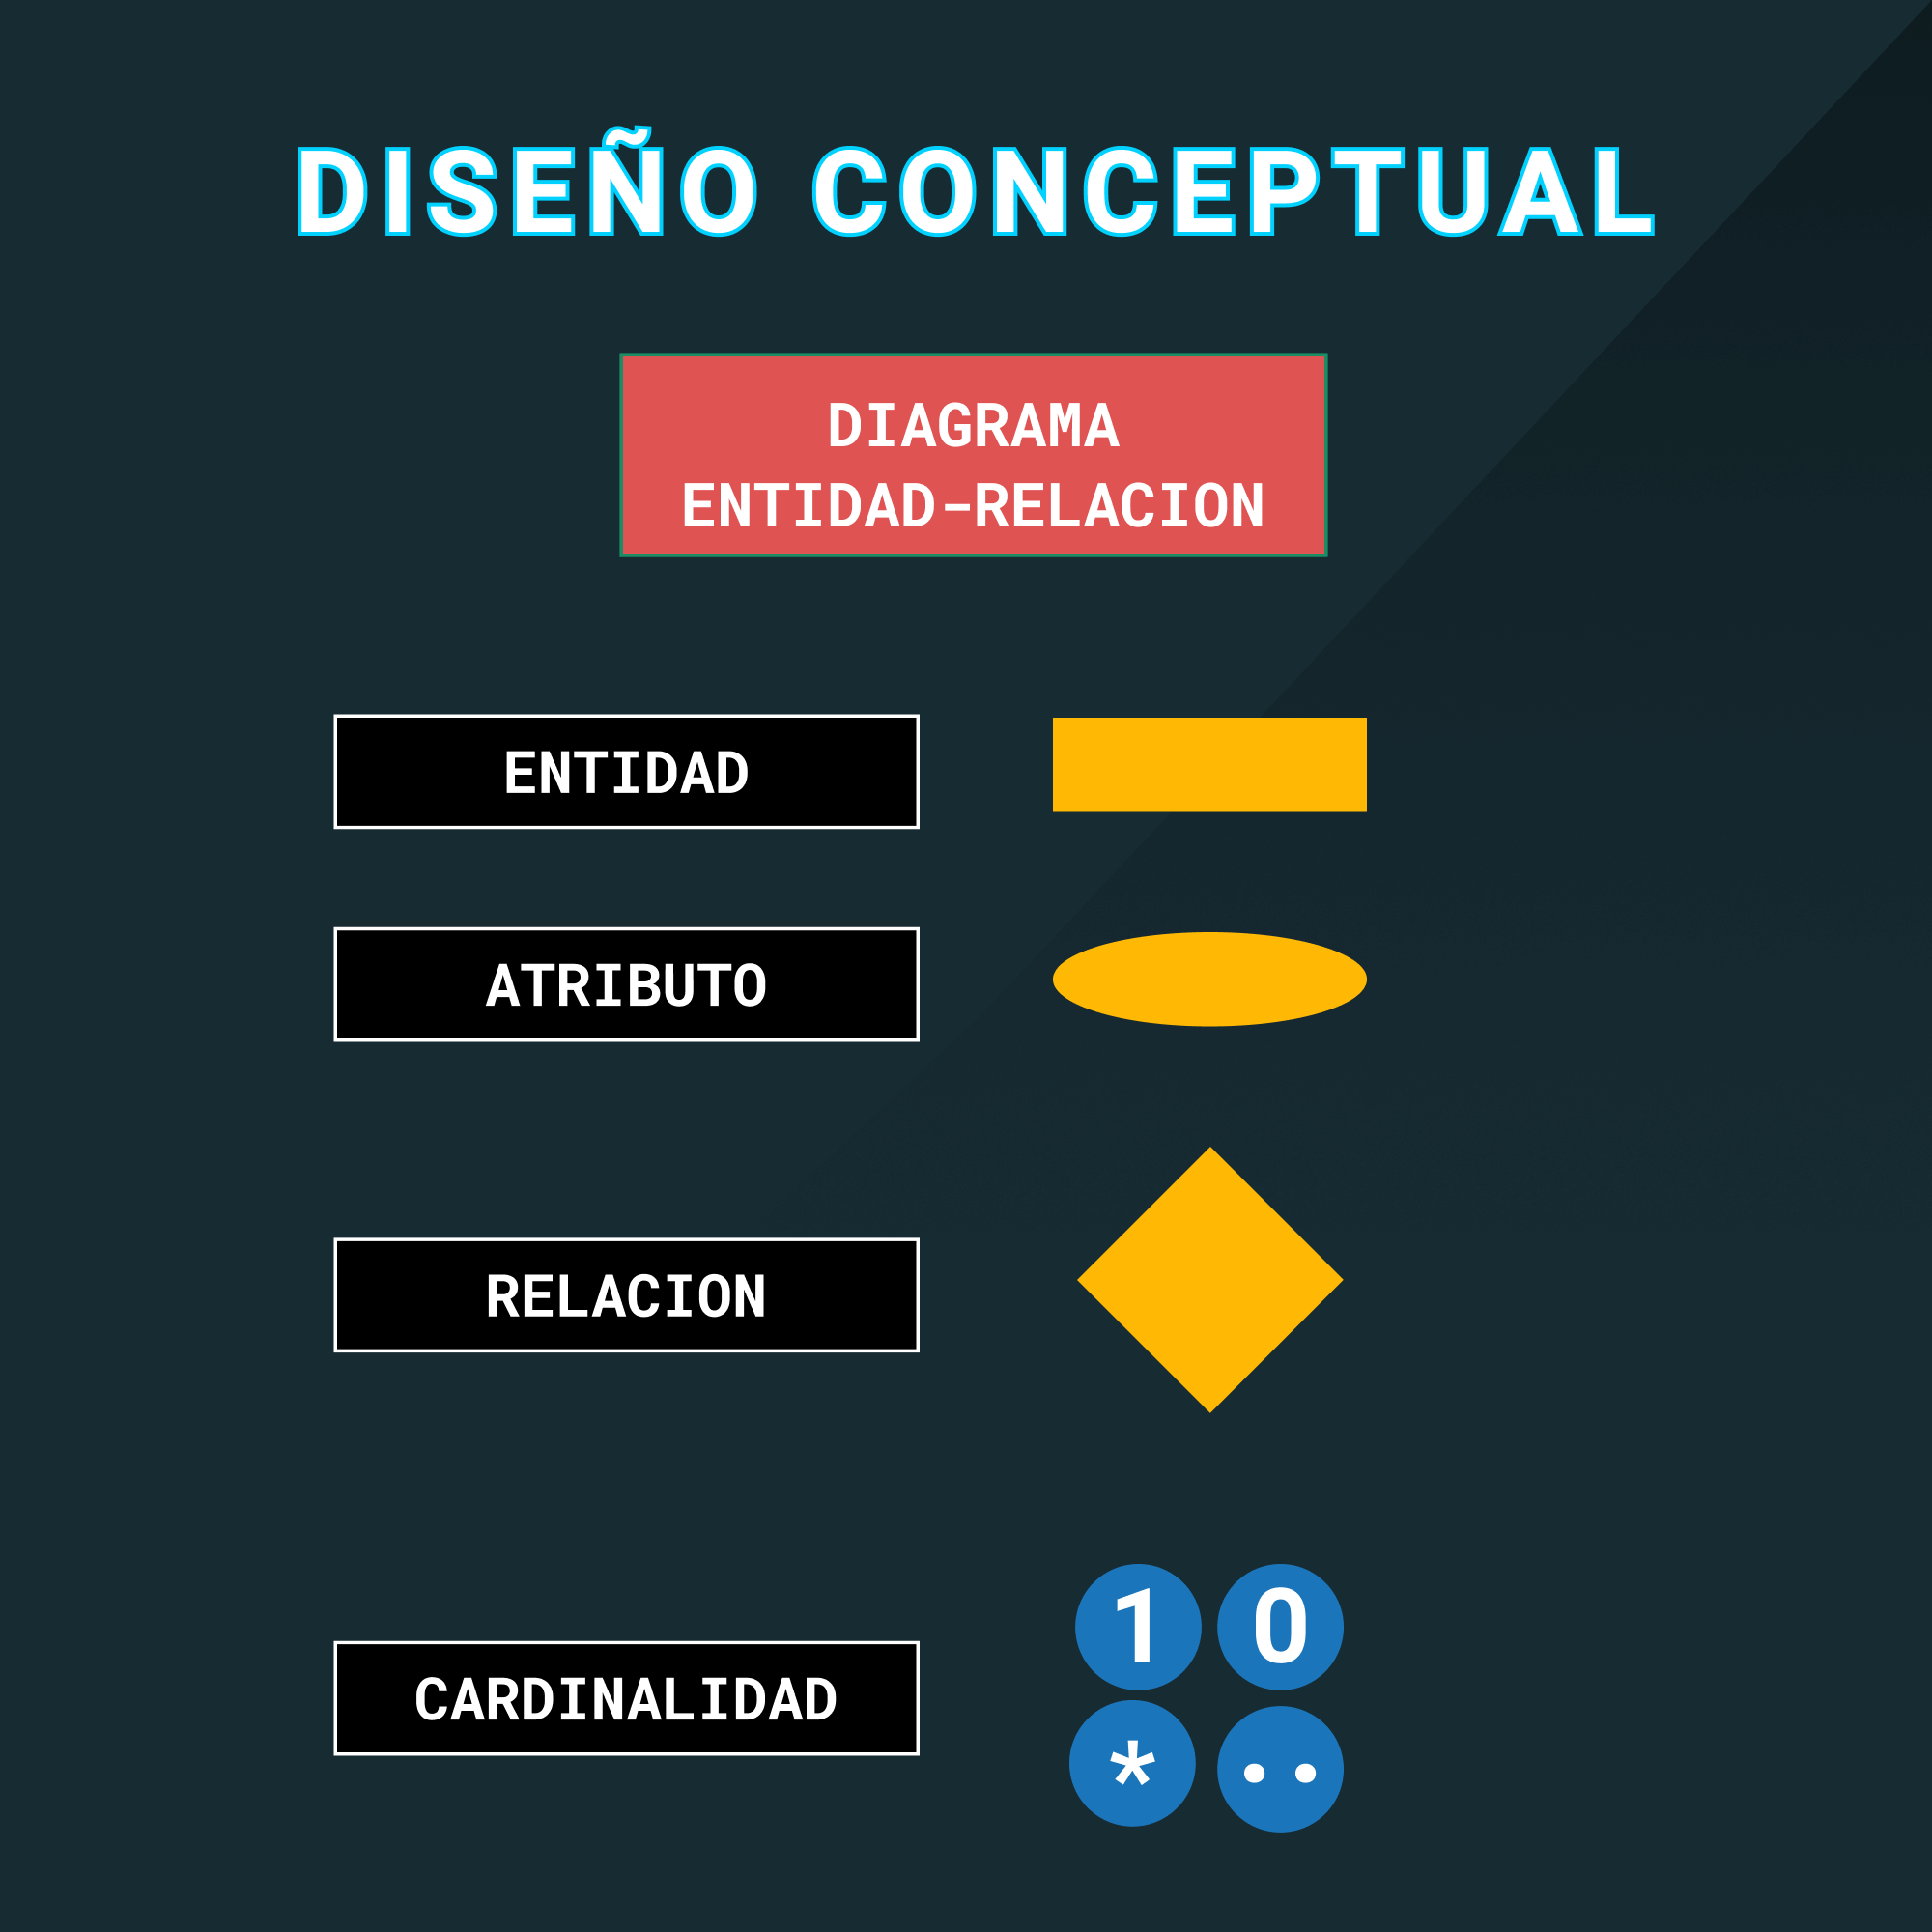 DISEÑO CONCEPTUAL
DIAGRAMA
ENTIDAD-RELACION
ENTIDAD
ATRIBUTO
RELACION
1 0
CARDINALIDAD
* ..